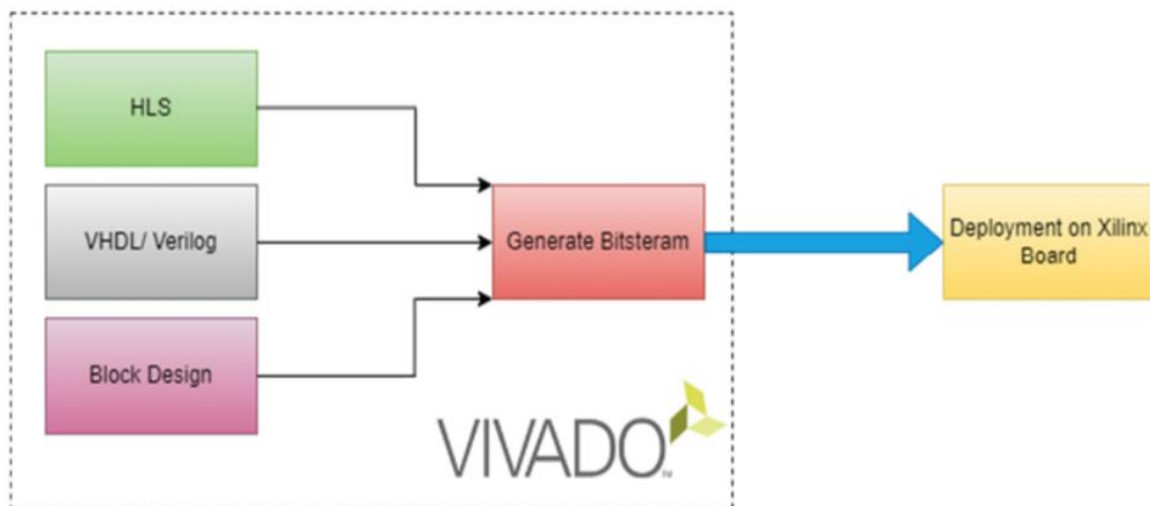 HLS
VHDL/ Verilog
Block Design
Generate Bitsteram
Deployment on Xilinx
Board
VIVADO